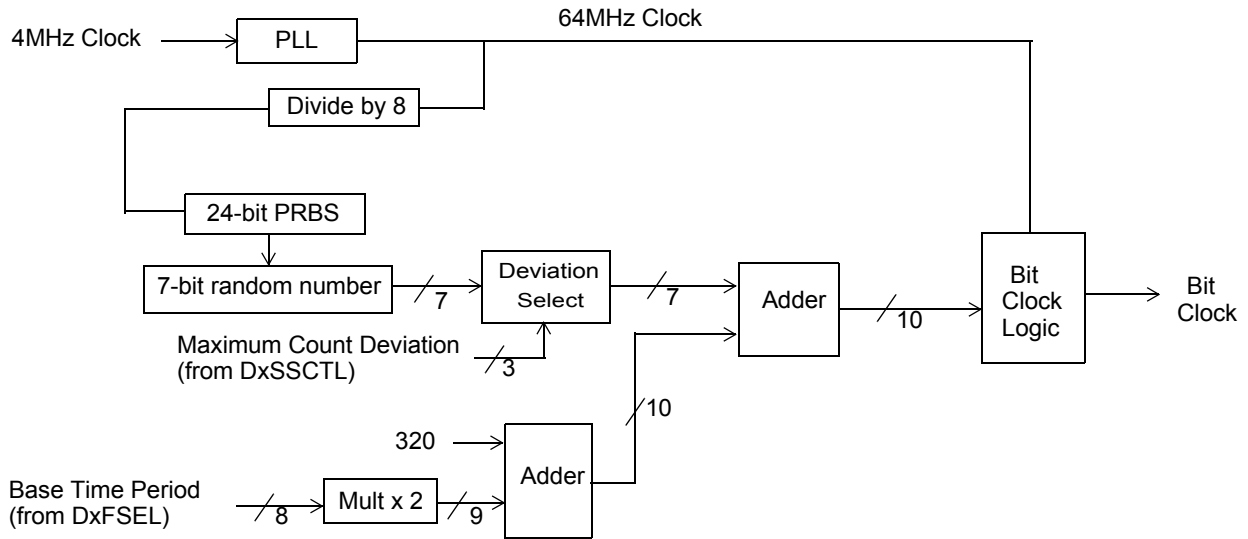 64MHz Clock
4MHz Clock
PLL
Divide by 8
24-bit PRBS
7-bit random number
7
Deviation
Select
7
Adder
10
Bit
Clock
Logic
Bit
Clock
Maximum Count Deviation
(from DxSSCTL)
3
10
320
Adder
Base Time Period
(from DxFSEL)
8
Mult x 2
9